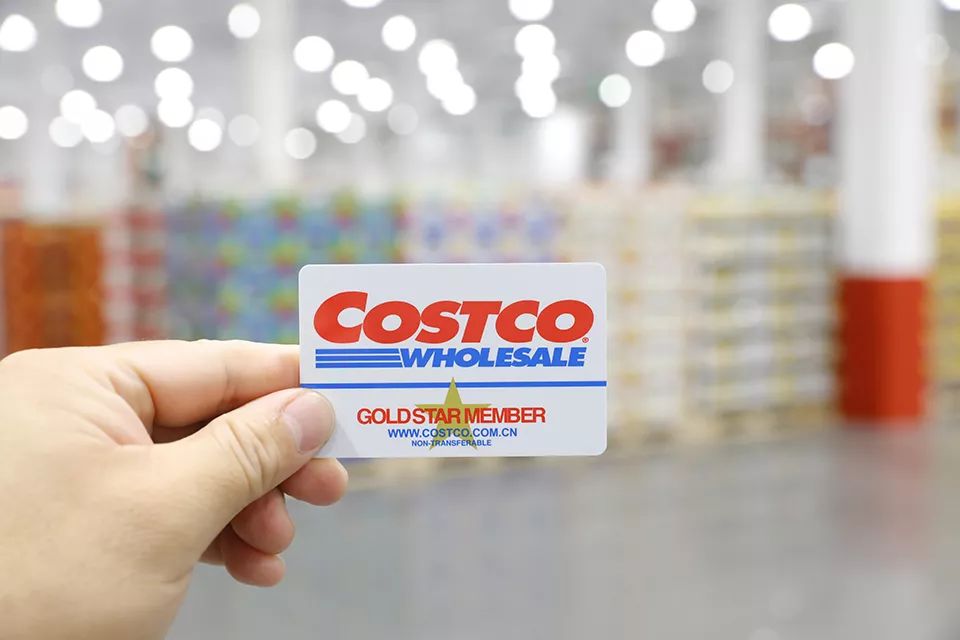 COSTCO®
WHOLESALE
GOLD STAR MEMBER
WWW.COSTCO.COM.CN
NON-TRANSFERABLE